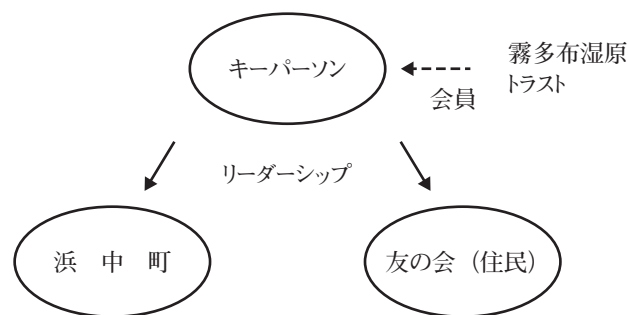 キーパーソン
霧多布湿原
トラスト
会員
リーダーシップ
浜　中　町
友の会（住民）